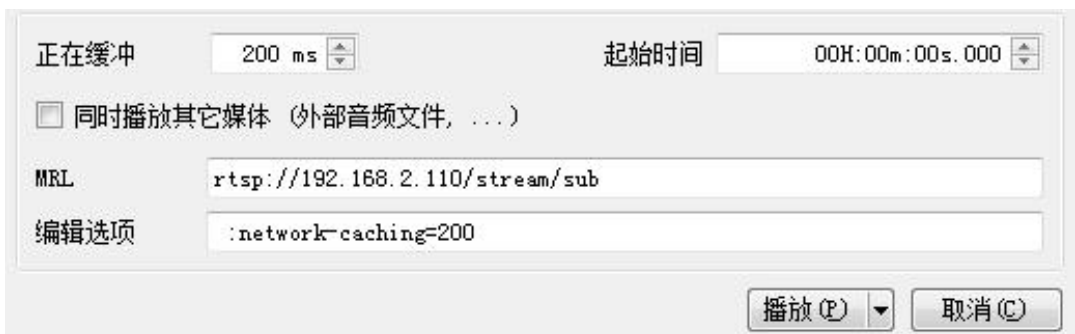 正在缓冲 200 ms 起始时间 00H:00m:00s.000
同时播放其它媒体 (外部音频文件, ...)
MRL rtsp://192.168.2.110/stream/sub
编辑选项 :network-caching=200
播放(P) 取消(C)